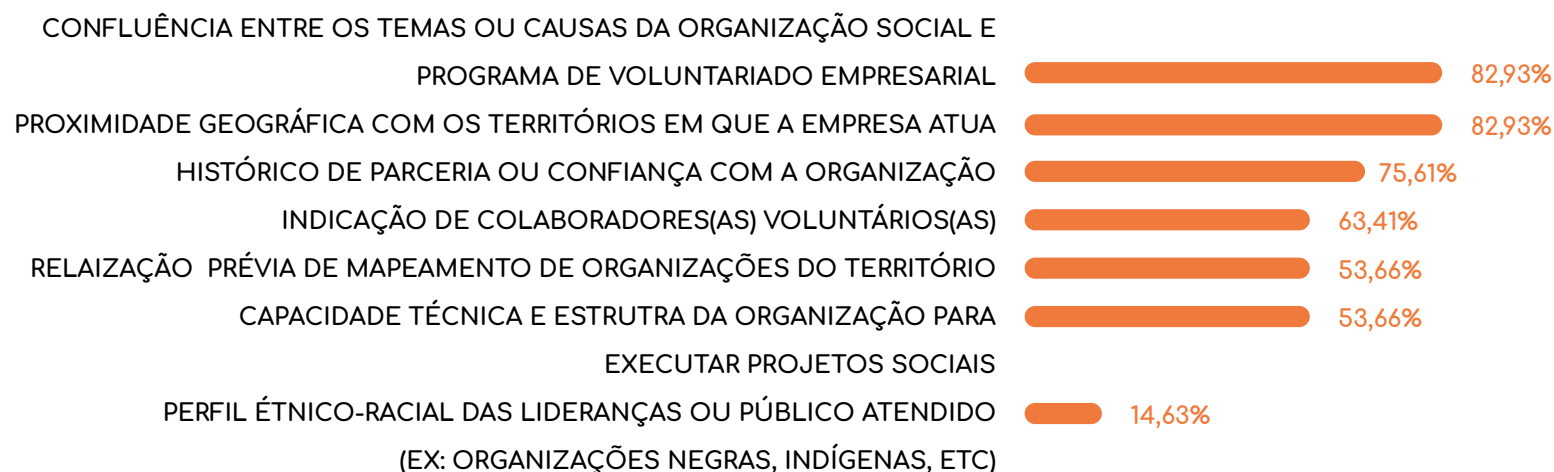 CONFLUÊNCIA ENTRE OS TEMAS OU CAUSAS DA ORGANIZAÇÃO SOCIAL E
PROGRAMA DE VOLUNTARIADO EMPRESARIAL 82,93%
PROXIMIDADE GEOGRÁFICA COM OS TERRITÓRIOS EM QUE A EMPRESA ATUA 82,93%
HISTÓRICO DE PARCERIA OU CONFIANÇA COM A ORGANIZAÇÃO 75,61%
INDICAÇÃO DE COLABORADORES(AS) VOLUNTÁRIOS(AS) 63,41%
RELAIZAÇÃO PRÉVIA DE MAPEAMENTO DE ORGANIZAÇÕES DO TERRITÓRIO 53,66%
CAPACIDADE TÉCNICA E ESTRUTRA DA ORGANIZAÇÃO PARA 53,66%
EXECUTAR PROJETOS SOCIAIS
PERFIL ÉTNICO-RACIAL DAS LIDERANÇAS OU PÚBLICO ATENDIDO 14,63%
(EX: ORGANIZAÇÕES NEGRAS, INDÍGENAS, ETC)